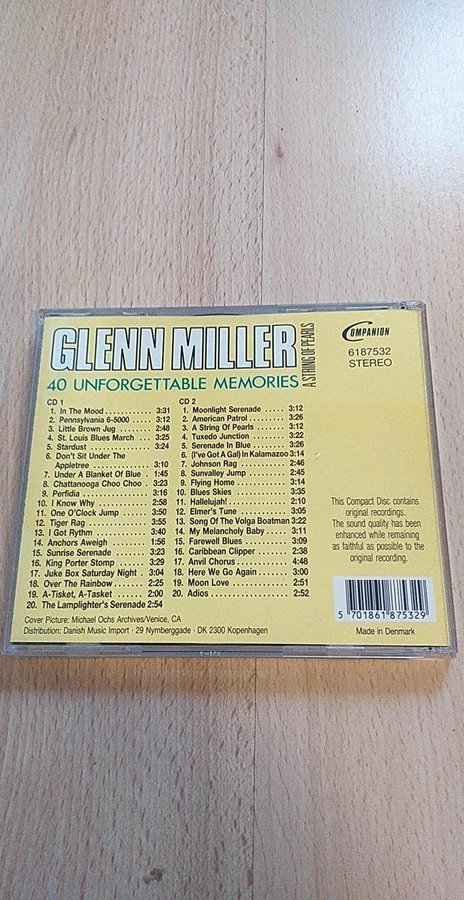 GLENN MILLER
A STRING OF PEARLS
40 UNFORGETTABLE MEMORIES
COMPANION
6187532
STEREO
CD 1
1. In The Mood ............ 3:31
2. Pennsylvania 6-5000 .... 3:12
3. Little Brown Jug ....... 2:48
4. St. Louis Blues March ... 3:25
5. Stardust ............... 3:24
6. Don't Sit Under The
Appletree .............. 3:10
7. Under A Blanket Of Blue . 1:45
8. Chattanooga Choo Choo . 3:23
9. Perfidia ................ 3:16
10. I Know Why ............ 2:58
11. One O'Clock Jump ...... 3:50
12. Tiger Rag .............. 3:55
13. I Got Rythm ............ 3:40
14. Anchors Aweigh ........ 1:56
15. Sunrise Serenade ....... 3:23
16. King Porter Stomp ...... 3:29
17. Juke Box Saturday Night . 3:04
18. Over The Rainbow ...... 2:25
19. A-Tisket, A-Tasket ...... 2:00
20. The Lamplighter's Serenade 2:54
CD 2
1. Moonlight Serenade .... 3:12
2. American Patrol ........ 3:26
3. A String Of Pearls ...... 3:12
4. Tuxedo Junction ........ 3:22
5. Serenade In Blue ....... 3:26
6. (I've Got A Gal) In Kalamazoo 3:14
7. Johnson Rag ........... 2:46
8. Sunvalley Jump ......... 2:45
9. Flying Home ............ 3:14
10. Blues Skies ............ 3:35
11. Hallelujah! ............. 2:19
12. Elmer's Tune ........... 3:05
13. Song Of The Volga Boatman 3:22
14. My Melancholy Baby .... 3:11
15. Farewell Blues .......... 3:09
16. Caribbean Clipper ...... 2:38
17. Anvil Chorus ........... 4:48
18. Here We Go Again ...... 3:00
19. Moon Love ............. 2:51
20. Adios .................. 2:52
This Compact Disc contains
original recordings.
The sound quality has been
enhanced while remaining
as faithful as possible to the
original recording.
5 701861 875329
Made in Denmark
Cover Picture: Michael Ochs Archives/Venice, CA
Distribution: Danish Music Import · 29 Nymberggade · DK 2300 Kopenhagen